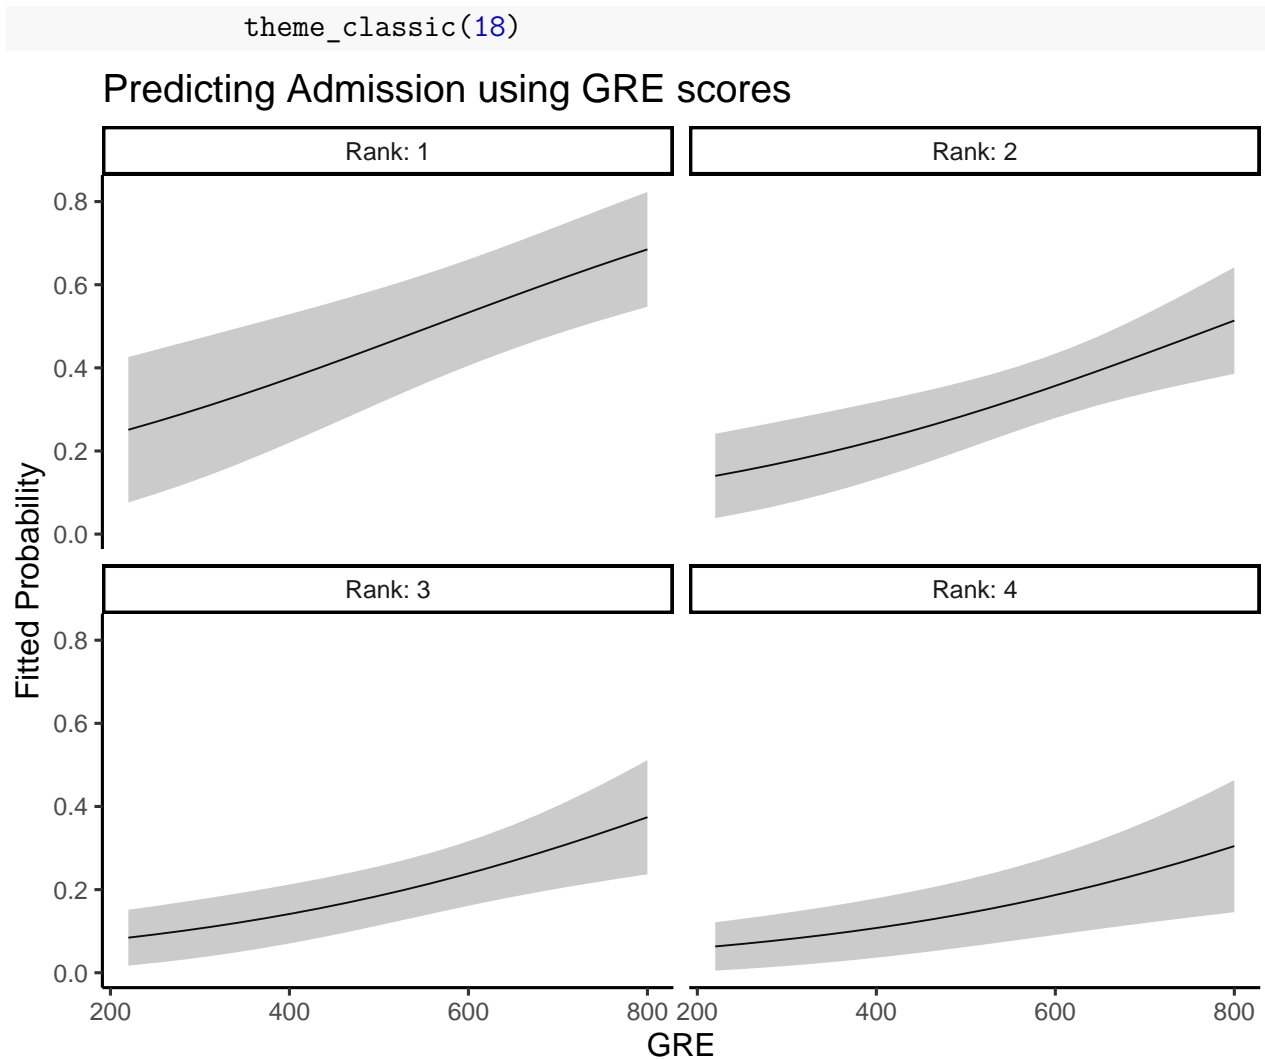 theme_classic(18)
Predicting Admission using GRE scores
Rank: 1
Rank: 2
0.8
0.6
0.4
0.2
0.0
Rank: 3
Rank: 4
0.8
0.6
0.4
0.2
0.0
Fitted Probability
200 400 600 800 200 400 600 800
GRE